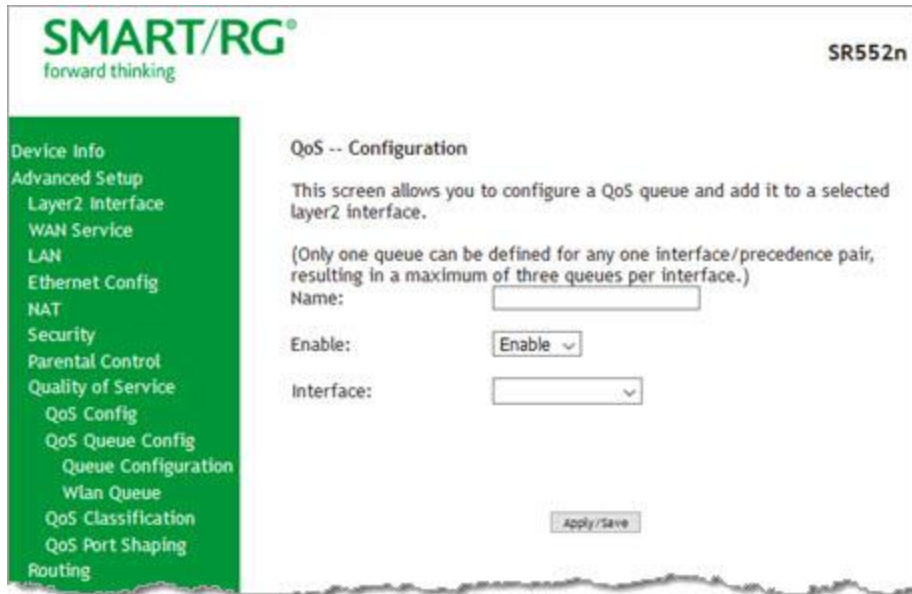 SMART/RG®
forward thinking
SR552n
Device Info
Advanced Setup
Layer2 Interface
WAN Service
LAN
Ethernet Config
NAT
Security
Parental Control
Quality of Service
QoS Config
QoS Queue Config
Queue Configuration
Wlan Queue
QoS Classification
QoS Port Shaping
Routing
QoS -- Configuration
This screen allows you to configure a QoS queue and add it to a selected
layer2 interface.
(Only one queue can be defined for any one interface/precedence pair,
resulting in a maximum of three queues per interface.)
Name:
Enable: Enable
Interface:
Apply/Save